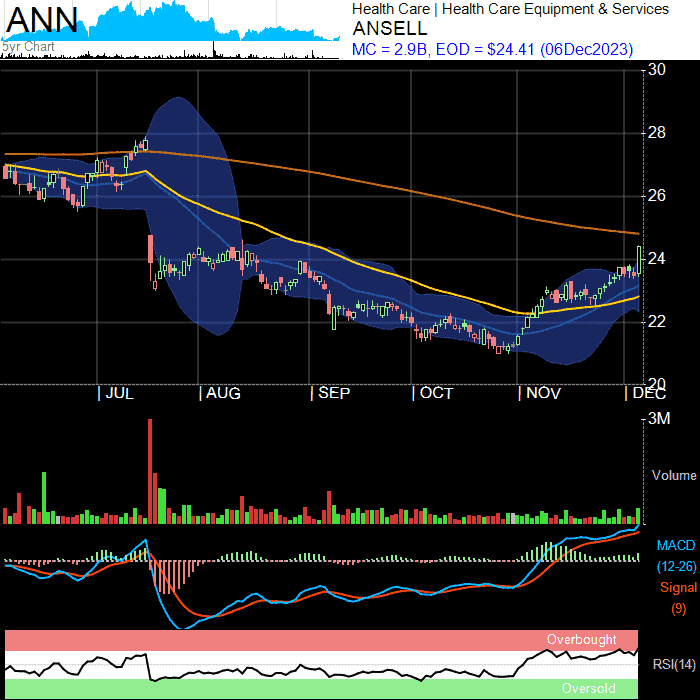 ANN
5yr Chart
Health Care | Health Care Equipment & Services
ANSELL
MC = 2.9B, EOD = $24.41 (06Dec2023)
30
28
26
24
22
20
| JUL | AUG | SEP | OCT | NOV | DEC
3M
Volume
MACD
(12-26)
Signal
(9)
Overbought
RSI(14)
Oversold